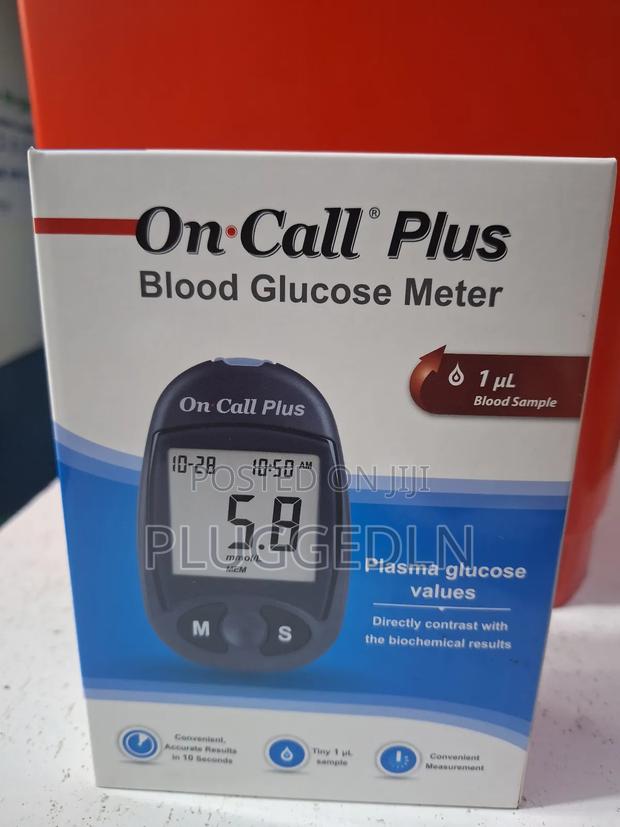 On·Call® Plus
Blood Glucose Meter
1 µL
Blood Sample
On·Call Plus
10-28 10:50 AM
5.8
mmol/L
MEM
M S
POSTED ON JIJI
PLUGGEDLN
Plasma glucose
values
Directly contrast with
the biochemical results
Convenient,
Accurate Results
in 10 Seconds
Tiny 1 µL
sample
Convenient
Measurement